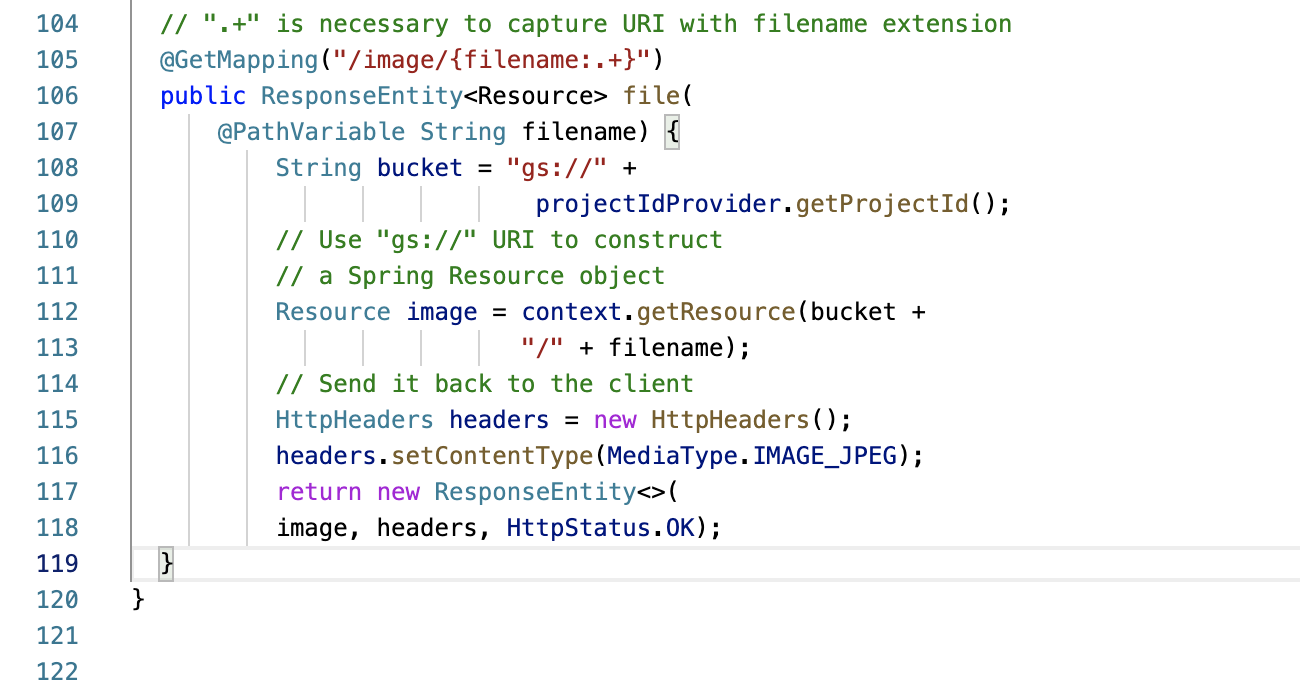 104 // ".+" is necessary to capture URI with filename extension
105 @GetMapping("/image/{filename:.+}")
106 public ResponseEntity<Resource> file(
107 @PathVariable String filename) {
108 String bucket = "gs://" +
109 projectIdProvider.getProjectId();
110 // Use "gs://" URI to construct
111 // a Spring Resource object
112 Resource image = context.getResource(bucket +
113 "/" + filename);
114 // Send it back to the client
115 HttpHeaders headers = new HttpHeaders();
116 headers.setContentType(MediaType.IMAGE_JPEG);
117 return new ResponseEntity<>(
118 image, headers, HttpStatus.OK);
119 }
120 }
121
122